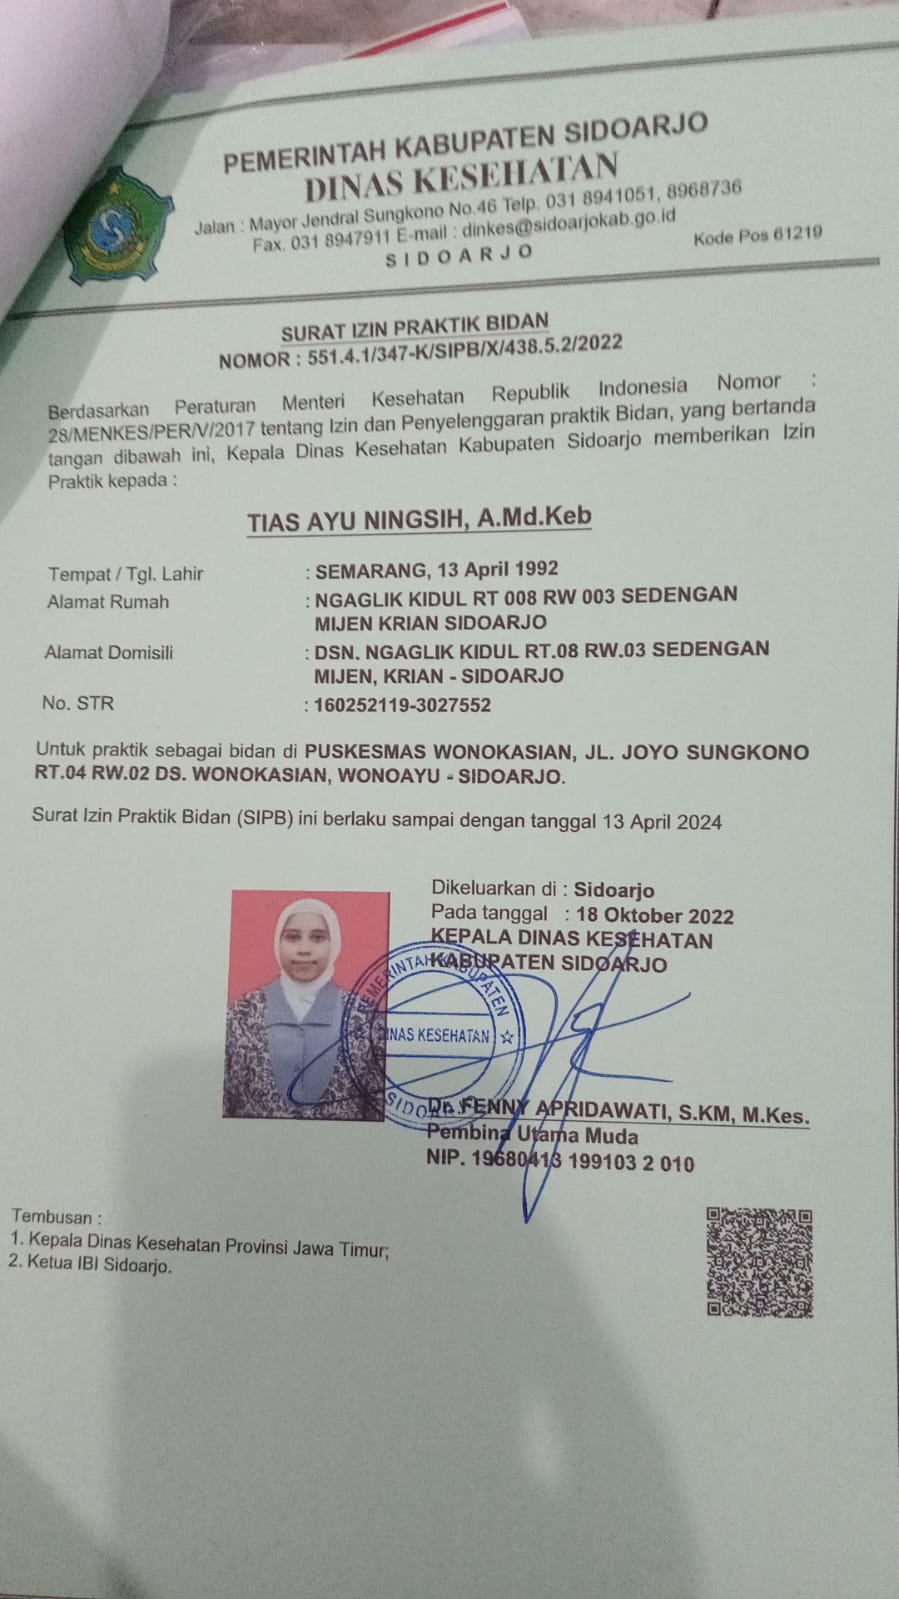 PEMERINTAH KABUPATEN SIDOARJO
DINAS KESEHATAN
Jalan : Mayor Jendral Sungkono No.46 Telp. 031 8941051, 8968736
Fax. 031 8947911 E-mail : dinkes@sidoarjokab.go.id
Kode Pos 61219
S I D O A R J O
SURAT IZIN PRAKTIK BIDAN
NOMOR : 551.4.1/347-K/SIPB/X/438.5.2/2022
Berdasarkan Peraturan Menteri Kesehatan Republik Indonesia Nomor :
28/MENKES/PER/V/2017 tentang Izin dan Penyelenggaran praktik Bidan, yang bertanda
tangan dibawah ini, Kepala Dinas Kesehatan Kabupaten Sidoarjo memberikan Izin
Praktik kepada :
TIAS AYU NINGSIH, A.Md.Keb
Tempat / Tgl. Lahir : SEMARANG, 13 April 1992
Alamat Rumah : NGAGLIK KIDUL RT 008 RW 003 SEDENGAN
MIJEN KRIAN SIDOARJO
Alamat Domisili : DSN. NGAGLIK KIDUL RT.08 RW.03 SEDENGAN
MIJEN, KRIAN - SIDOARJO
No. STR : 160252119-3027552
Untuk praktik sebagai bidan di PUSKESMAS WONOKASIAN, JL. JOYO SUNGKONO
RT.04 RW.02 DS. WONOKASIAN, WONOAYU - SIDOARJO.
Surat Izin Praktik Bidan (SIPB) ini berlaku sampai dengan tanggal 13 April 2024
Dikeluarkan di : Sidoarjo
Pada tanggal : 18 Oktober 2022
KEPALA DINAS KESEHATAN
KABUPATEN SIDOARJO
PEMERINTAH KABUPATEN
DINAS KESEHATAN
SIDOARJO
Dr. FENNY APRIDAWATI, S.KM, M.Kes.
Pembina Utama Muda
NIP. 19680413 199103 2 010
Tembusan :
1. Kepala Dinas Kesehatan Provinsi Jawa Timur;
2. Ketua IBI Sidoarjo.